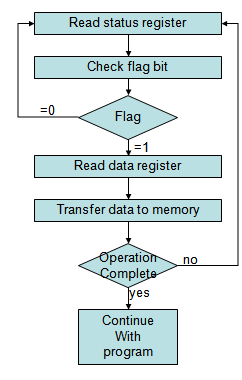 Read status register
Check flag bit
=0
Flag
=1
Read data register
Transfer data to memory
Operation
Complete
no
yes
Continue
With
program